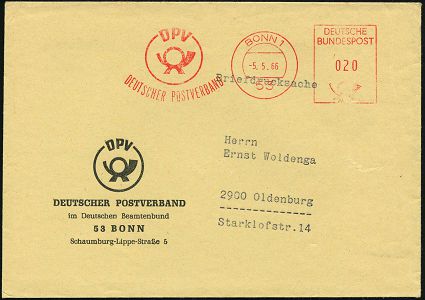 DPV
DEUTSCHER POSTVERBAND
BONN 1
-5.5.66
53
DEUTSCHE
BUNDESPOST
020
Briefdrucksache
Herrn
Ernst Woldenga
2900 Oldenburg
Starklofstr.14
DPV
DEUTSCHER POSTVERBAND
im Deutschen Beamtenbund
53 BONN
Schaumburg-Lippe-Straße 5